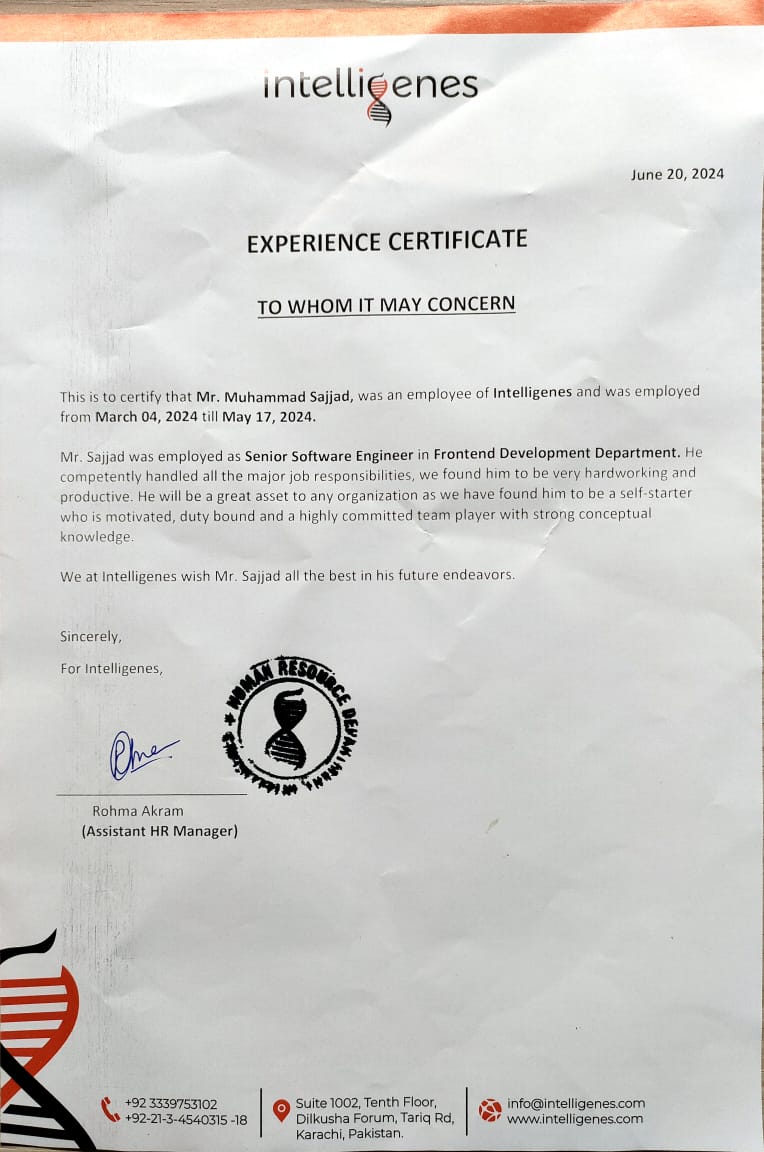 intelligenes
June 20, 2024
EXPERIENCE CERTIFICATE
TO WHOM IT MAY CONCERN
This is to certify that Mr. Muhammad Sajjad, was an employee of Intelligenes and was employed
from March 04, 2024 till May 17, 2024.
Mr. Sajjad was employed as Senior Software Engineer in Frontend Development Department. He
competently handled all the major job responsibilities, we found him to be very hardworking and
productive. He will be a great asset to any organization as we have found him to be a self-starter
who is motivated, duty bound and a highly committed team player with strong conceptual
knowledge.
We at Intelligenes wish Mr. Sajjad all the best in his future endeavors.
Sincerely,
For Intelligenes,
HUMAN RESOURCE
Rohma Akram
(Assistant HR Manager)
+92 3339753102
+92-21-3-4540315 -18
Suite 1002, Tenth Floor,
Dilkusha Forum, Tariq Rd,
Karachi, Pakistan.
info@intelligenes.com
www.intelligenes.com